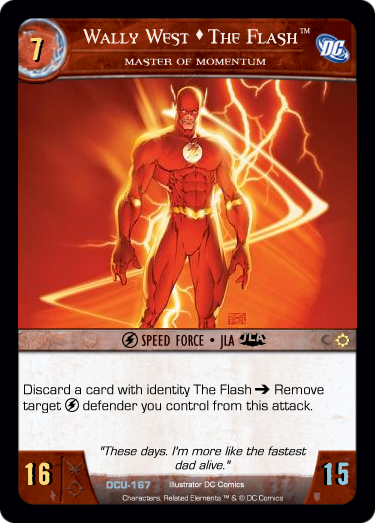 7
WALLY WEST ♦ THE FLASH™
MASTER OF MOMENTUM
DC
SPEED FORCE • JLA JLA
Discard a card with identity The Flash ➔ Remove
target defender you control from this attack.
"These days. I'm more like the fastest
dad alive."
16
DCU-167 Illustrator DC Comics
15
Characters, Related Elements ™ & © DC Comics